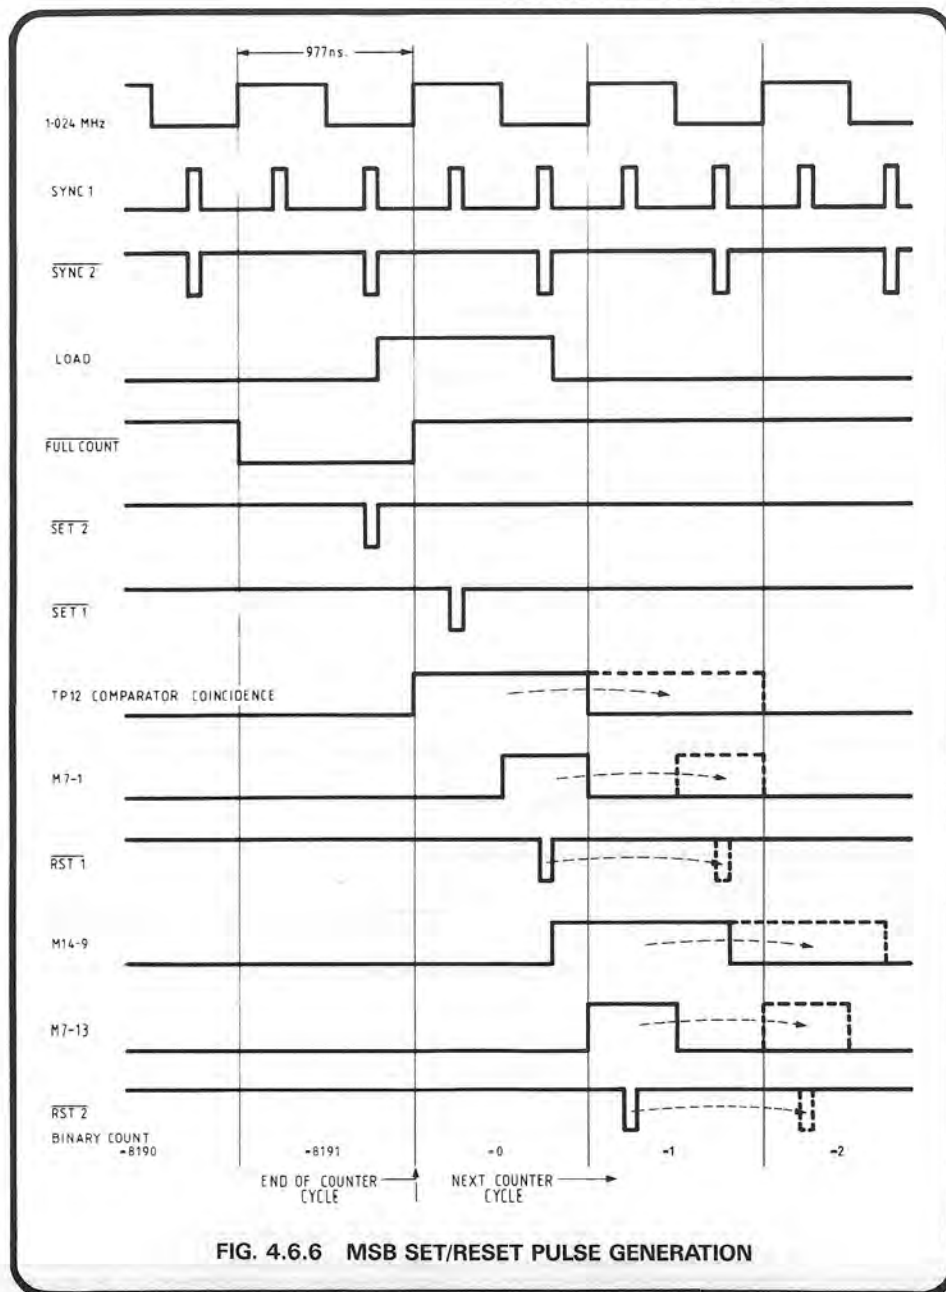 977ns.
1·024 MHz
SYNC 1
SYNC 2
LOAD
FULL COUNT
SET 2
SET 1
TP12 COMPARATOR COINCIDENCE
M7-1
RST 1
M14-9
M7-13
RST 2
BINARY COUNT
=8190 =8191 =0 =1 =2
END OF COUNTER CYCLE
NEXT COUNTER CYCLE
FIG. 4.6.6 MSB SET/RESET PULSE GENERATION